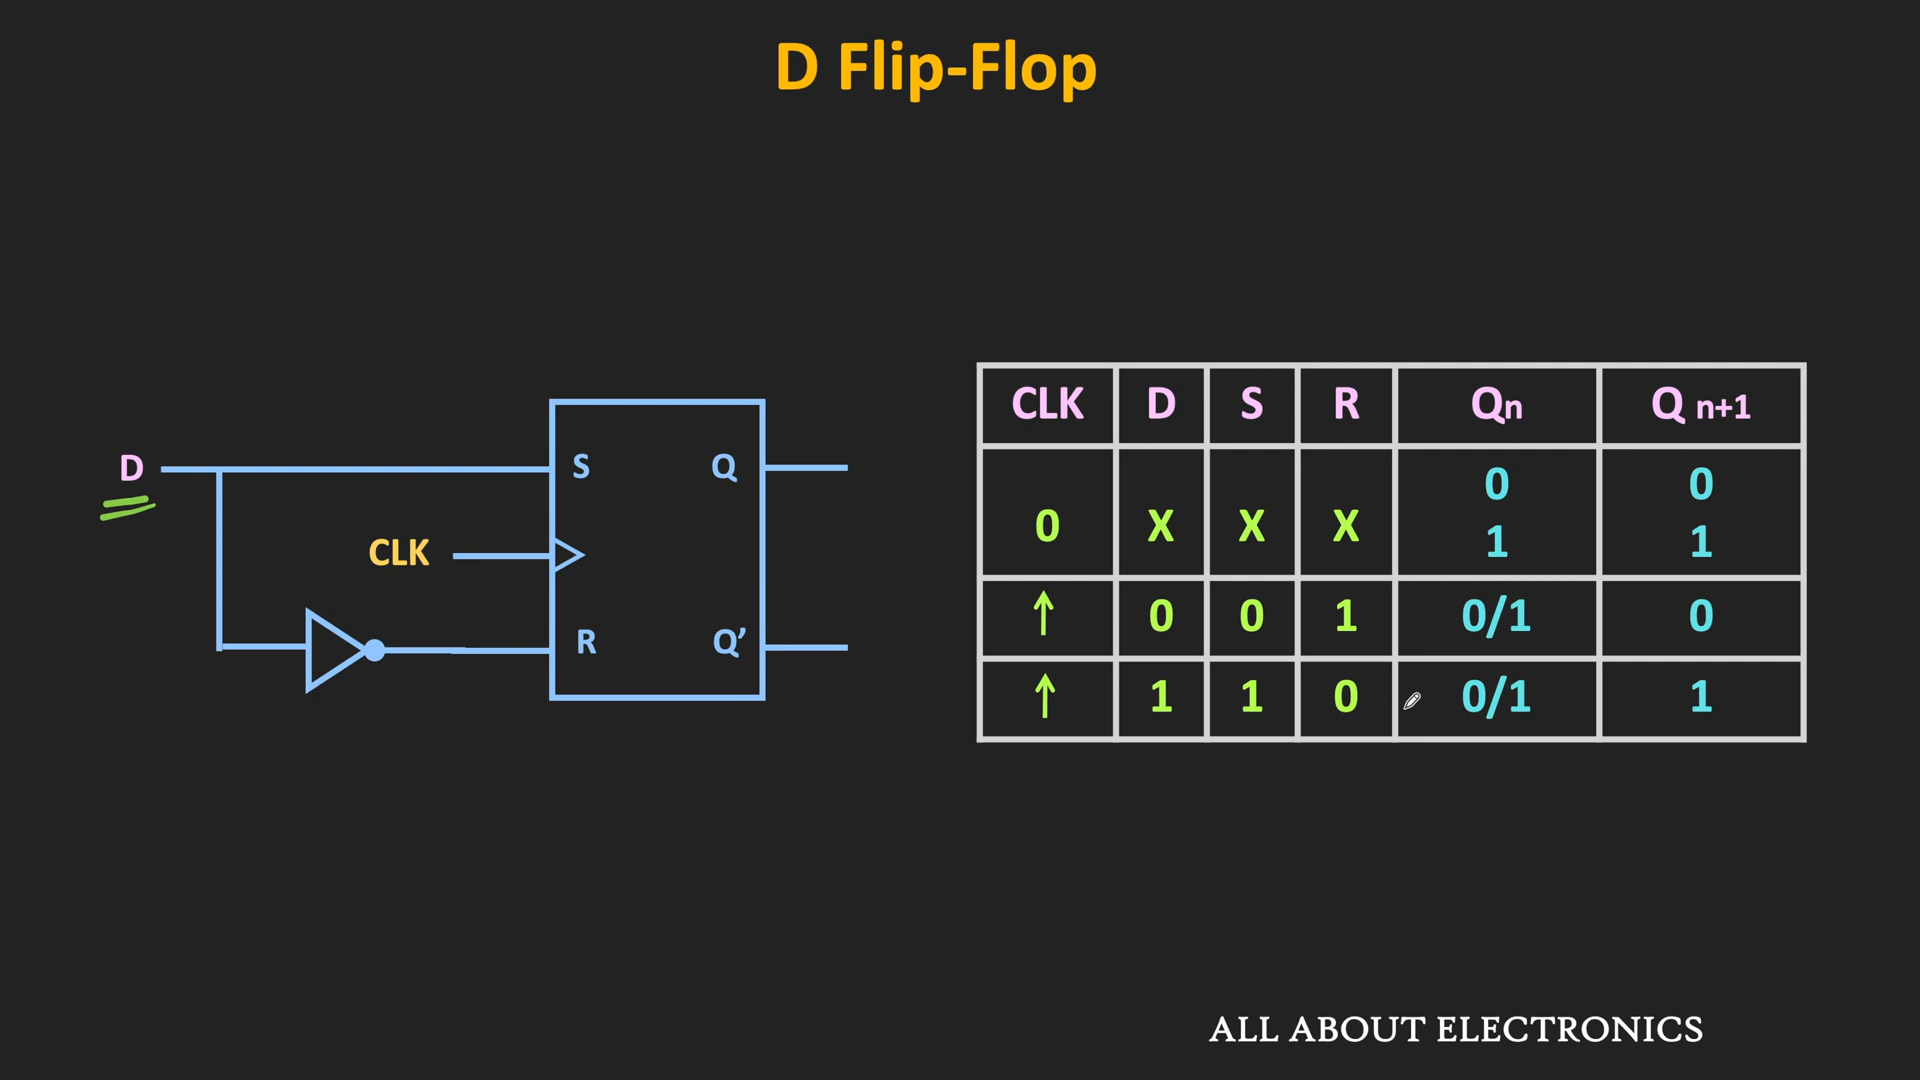 D Flip-Flop
D
S
Q
CLK
R
Q’
CLK D S R Qn Q n+1
0 X X X 0 0
1 1
↑ 0 0 1 0/1 0
↑ 1 1 0 0/1 1
ALL ABOUT ELECTRONICS